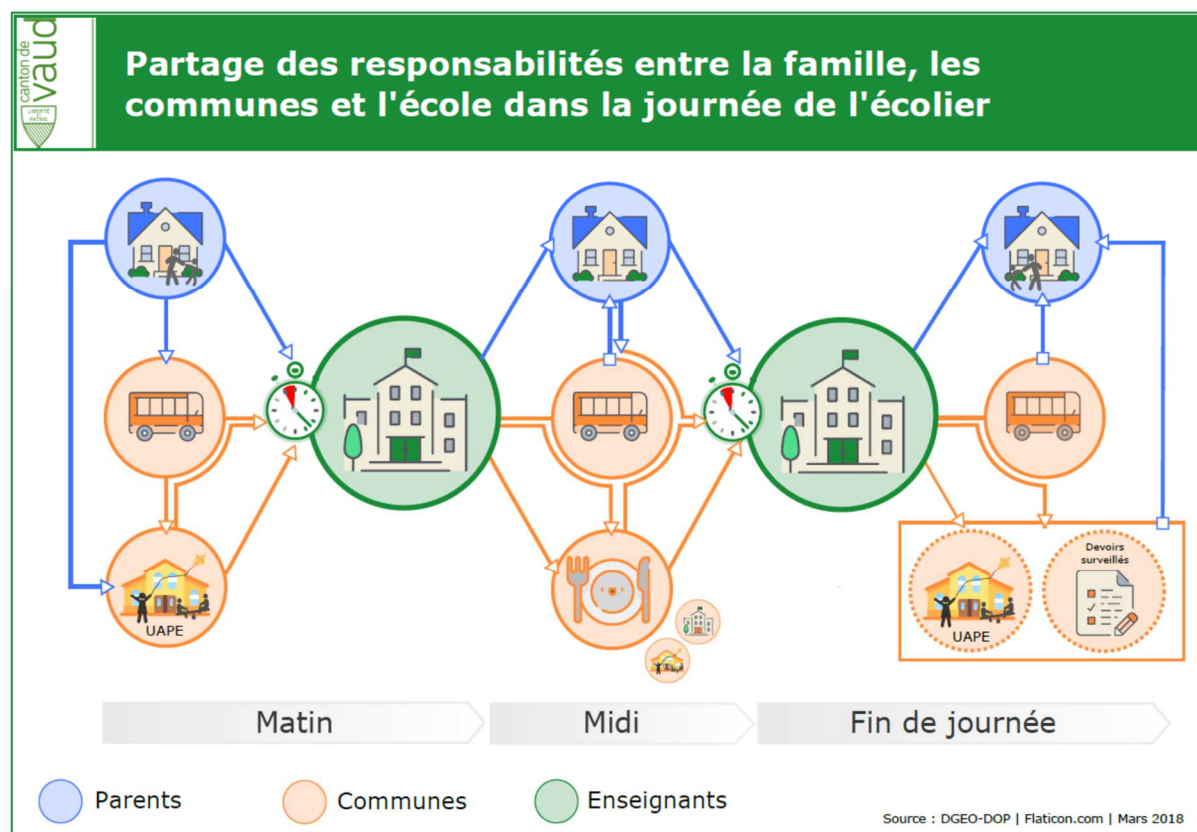 canton de
vaud
LIBERTÉ
ET
PATRIE
Partage des responsabilités entre la famille, les
communes et l'école dans la journée de l'écolier
UAPE
Devoirs
surveillés
UAPE
Matin
Midi
Fin de journée
Parents
Communes
Enseignants
Source : DGEO-DOP | Flaticon.com | Mars 2018